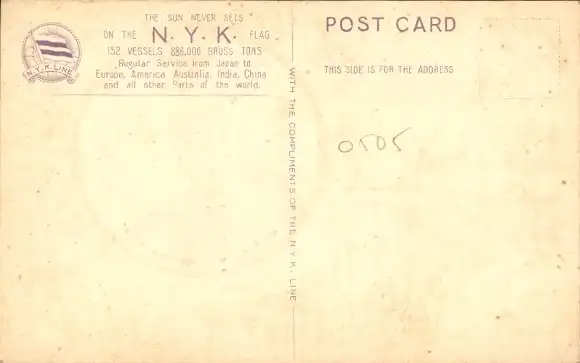 THE SUN NEVER SETS
ON THE N. Y. K. FLAG
152 VESSELS 886,000 GROSS TONS
Regular Service from Japan to
Europe, America, Australia, India, China
and all other Parts of the world.
N.Y.K. LINE
WITH THE COMPLIMENTS OF THE N.Y.K. LINE
POST CARD
THIS SIDE IS FOR THE ADDRESS
0505